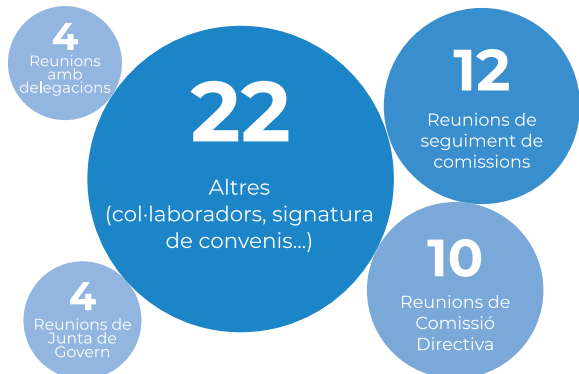 4
Reunions
amb
delegacions
22
Altres
(col·laboradors, signatura
de convenis...)
12
Reunions de
seguiment de
comissions
4
Reunions de
Junta de
Govern
10
Reunions de
Comissió
Directiva